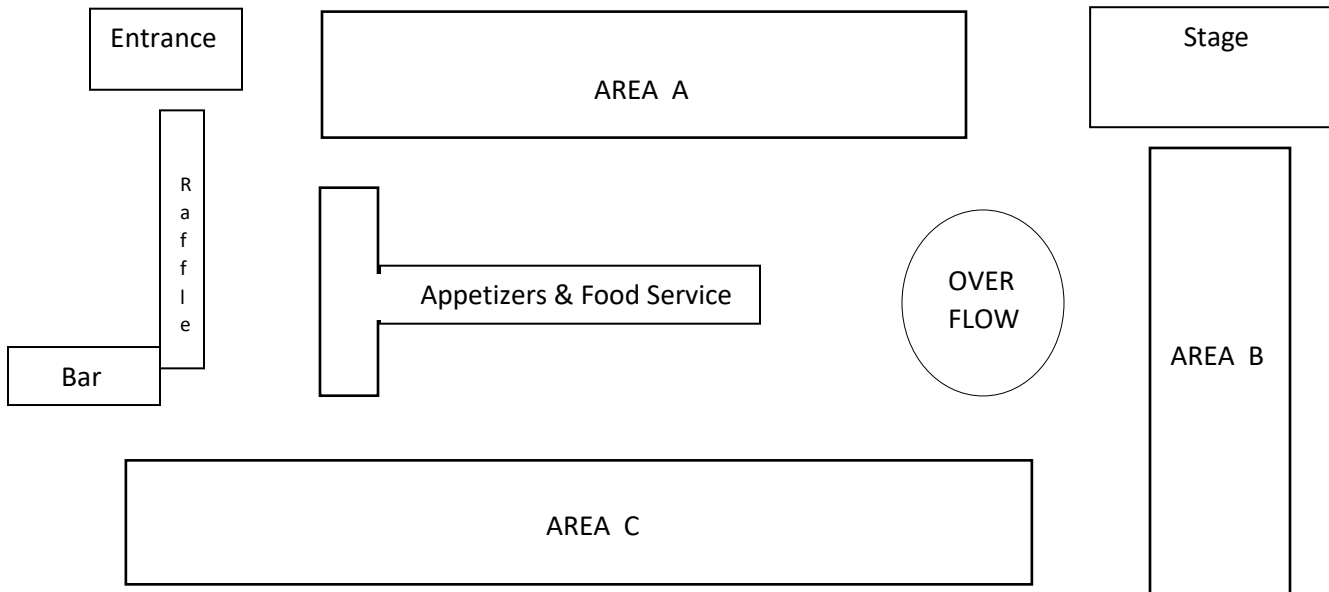 Entrance
AREA A
Stage
Raffle
Appetizers & Food Service
OVER
FLOW
AREA B
Bar
AREA C